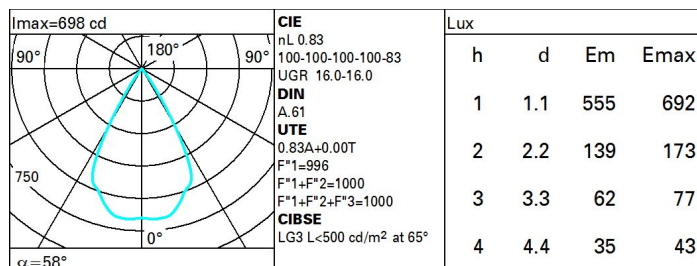 Imax=698 cd
90°
180°
90°
750
0°
α=58°
CIE
nL 0.83
100-100-100-100-83
UGR 16.0-16.0
DIN
A.61
UTE
0.83A+0.00T
F"1=996
F"1+F"2=1000
F"1+F"2+F"3=1000
CIBSE
LG3 L<500 cd/m² at 65°
Lux
h d Em Emax
1 1.1 555 692
2 2.2 139 173
3 3.3 62 77
4 4.4 35 43